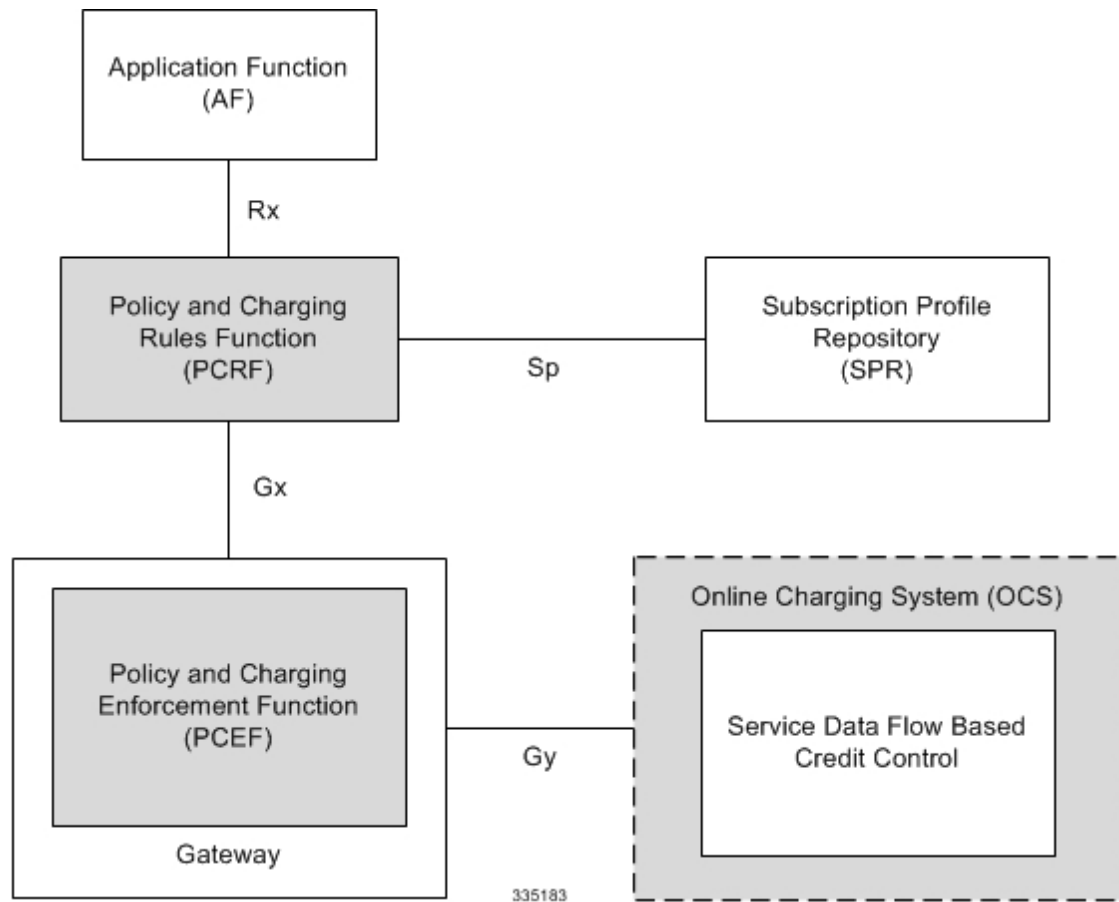 Application Function
(AF)
Rx
Policy and Charging
Rules Function
(PCRF)
Sp
Subscription Profile
Repository
(SPR)
Gx
Policy and Charging
Enforcement Function
(PCEF)
Gateway
Gy
Online Charging System (OCS)
Service Data Flow Based
Credit Control
335183